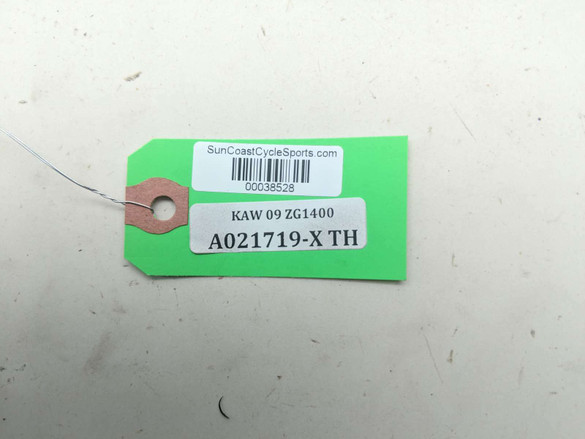 SunCoastCycleSports.com
00038528
KAW 09 ZG1400
A021719-X TH